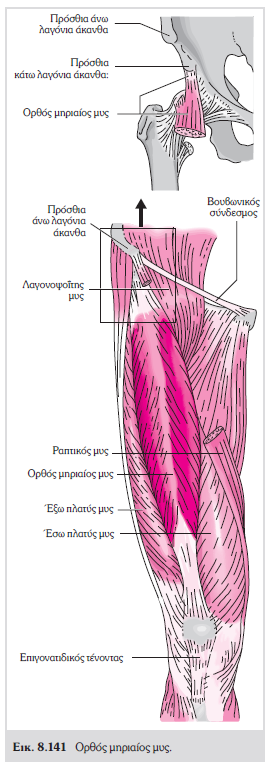 Πρόσθια άνω
λαγόνια άκανθα
Πρόσθια
κάτω λαγόνια άκανθα:
Ορθός μηριαίος μυς
Πρόσθια
άνω λαγόνια
άκανθα
Βουβωνικός
σύνδεσμος
Λαγονοψοΐτης
μυς
Ραπτικός μυς
Ορθός μηριαίος μυς
Έξω πλατύς μυς
Έσω πλατύς μυς
Επιγονατιδικός τένοντας
Εικ. 8.141 Ορθός μηριαίος μυς.